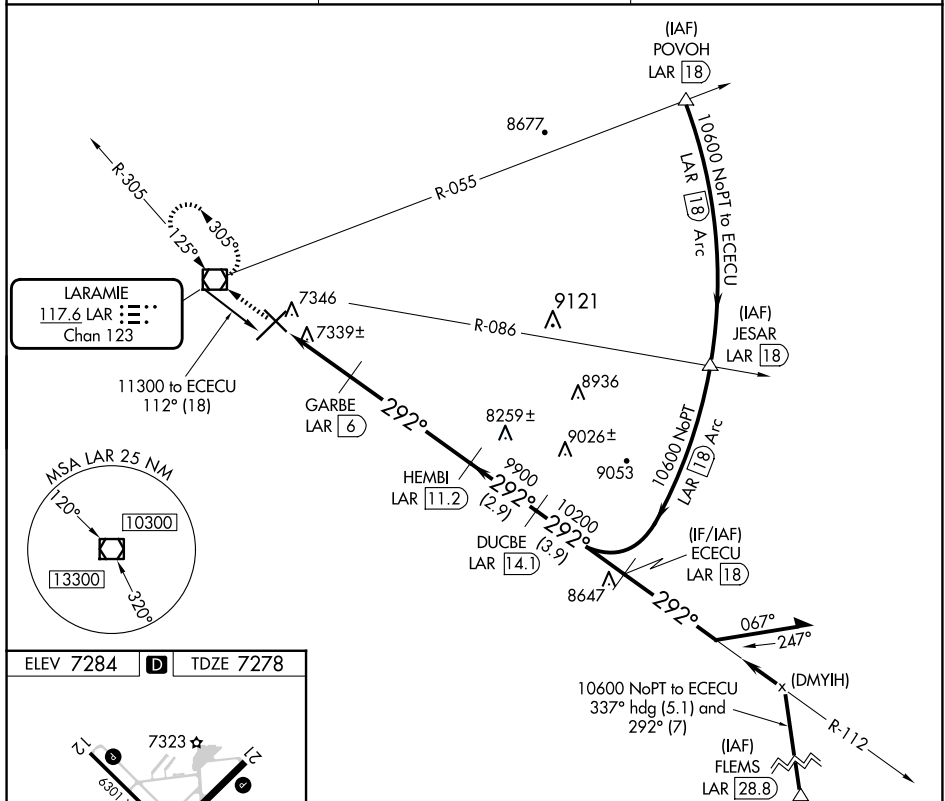 (IAF)
POVOH
LAR 18
8677
10600 NoPT to ECECU
LAR 18 Arc
R-305
R-055
305°
125°
LARAMIE
117.6 LAR
Chan 123
7346
7339±
9121
R-086
(IAF)
JESAR
LAR 18
11300 to ECECU
112° (18)
GARBE
LAR 6
292°
8936
8259±
9026±
9053
10600 NoPT
LAR 18 Arc
HEMBI
LAR 11.2
9900
292°
(2.9)
10200
292°
(3.9)
DUCBE
LAR 14.1
(IF/IAF)
ECECU
LAR 18
8647
292°
067°
247°
MSA LAR 25 NM
120°
10300
13300
320°
(DMYIH)
10600 NoPT to ECECU
337° hdg (5.1) and
292° (7)
R-112
(IAF)
FLEMS
LAR 28.8
ELEV 7284 D TDZE 7278
7323
12
21
P
P
6301